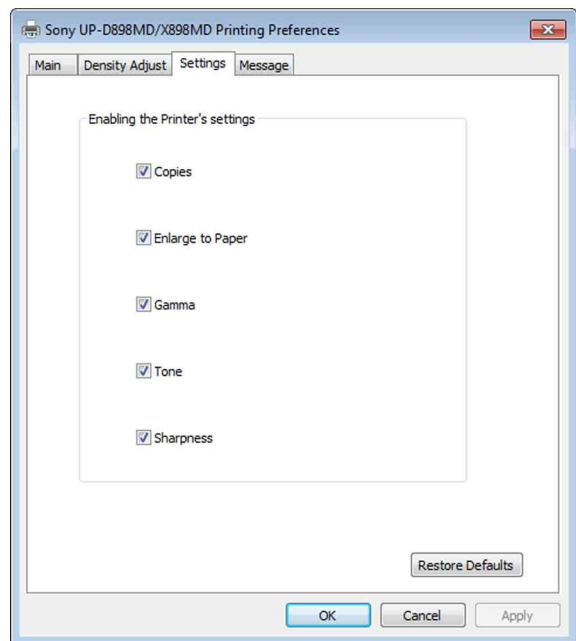 Sony UP-D898MD/X898MD Printing Preferences
Main Density Adjust Settings Message
Enabling the Printer's settings
Copies
Enlarge to Paper
Gamma
Tone
Sharpness
Restore Defaults
OK Cancel Apply